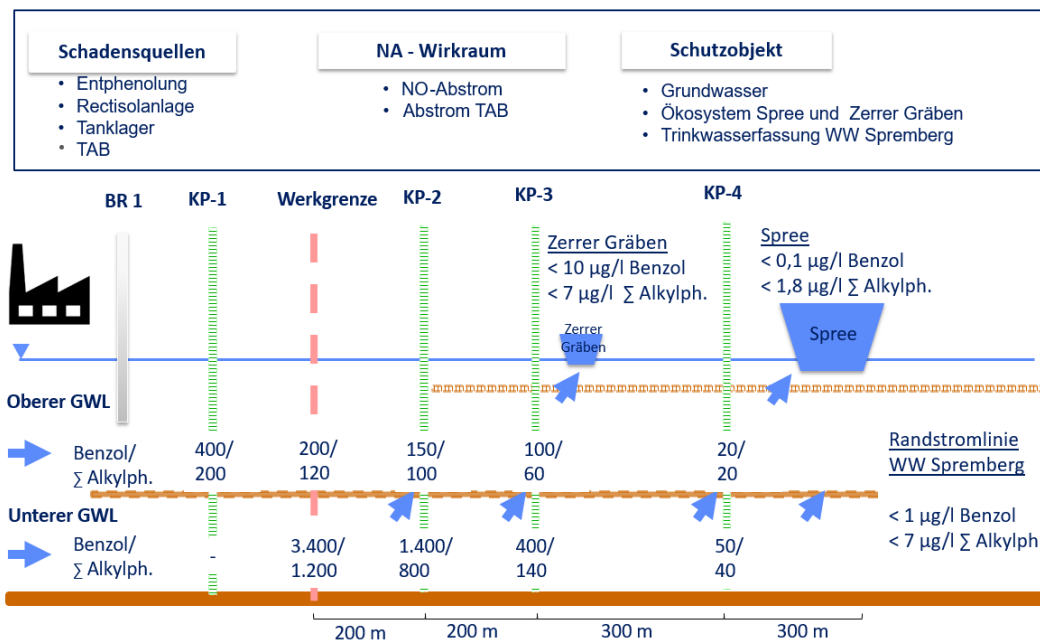 Schadensquellen
• Entphenolung
• Rectisolanlage
• Tanklager
• TAB
NA - Wirkraum
• NO-Abstrom
• Abstrom TAB
Schutzobjekt
• Grundwasser
• Ökosystem Spree und Zerrer Gräben
• Trinkwasserfassung WW Spremberg
BR 1
KP-1
Werkgrenze
KP-2
KP-3
KP-4
Zerrer Gräben
< 10 µg/l Benzol
< 7 µg/l ∑ Alkylph.
Spree
< 0,1 µg/l Benzol
< 1,8 µg/l ∑ Alkylph.
Zerrer
Gräben
Spree
Oberer GWL
Benzol/
∑ Alkylph.
400/
200
200/
120
150/
100
100/
60
20/
20
Randstromlinie
WW Spremberg
< 1 µg/l Benzol
< 7 µg/l ∑ Alkylph
Unterer GWL
Benzol/
∑ Alkylph.
-
3.400/
1.200
1.400/
800
400/
140
50/
40
200 m
200 m
300 m
300 m